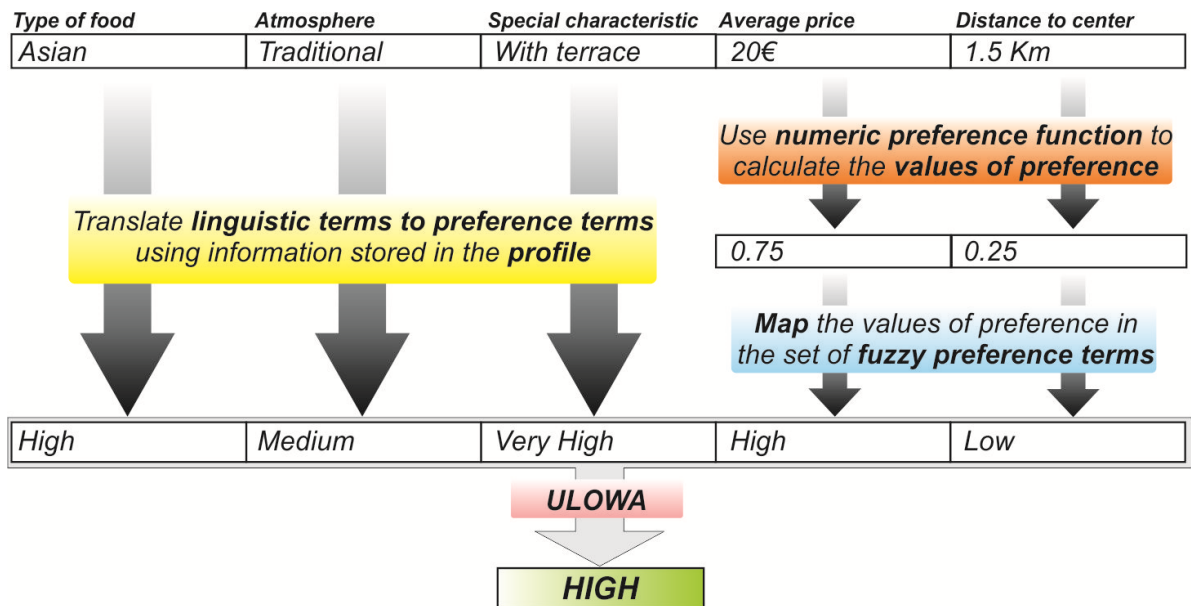 Type of food Atmosphere Special characteristic Average price Distance to center
Asian Traditional With terrace 20€ 1.5 Km
Use numeric preference function to
calculate the values of preference
Translate linguistic terms to preference terms
using information stored in the profile
0.75 0.25
Map the values of preference in
the set of fuzzy preference terms
High Medium Very High High Low
ULOWA
HIGH